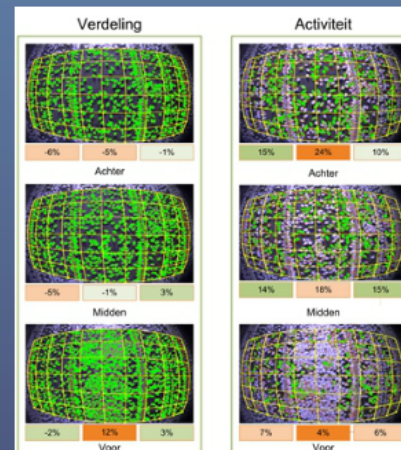 Verdeling Activiteit
-6% -5% -1% 15% 24% 10%
Achter Achter
-5% -1% 3% 14% 18% 15%
Midden Midden
-2% 12% 3% 7% 4% 6%
Voor Voor